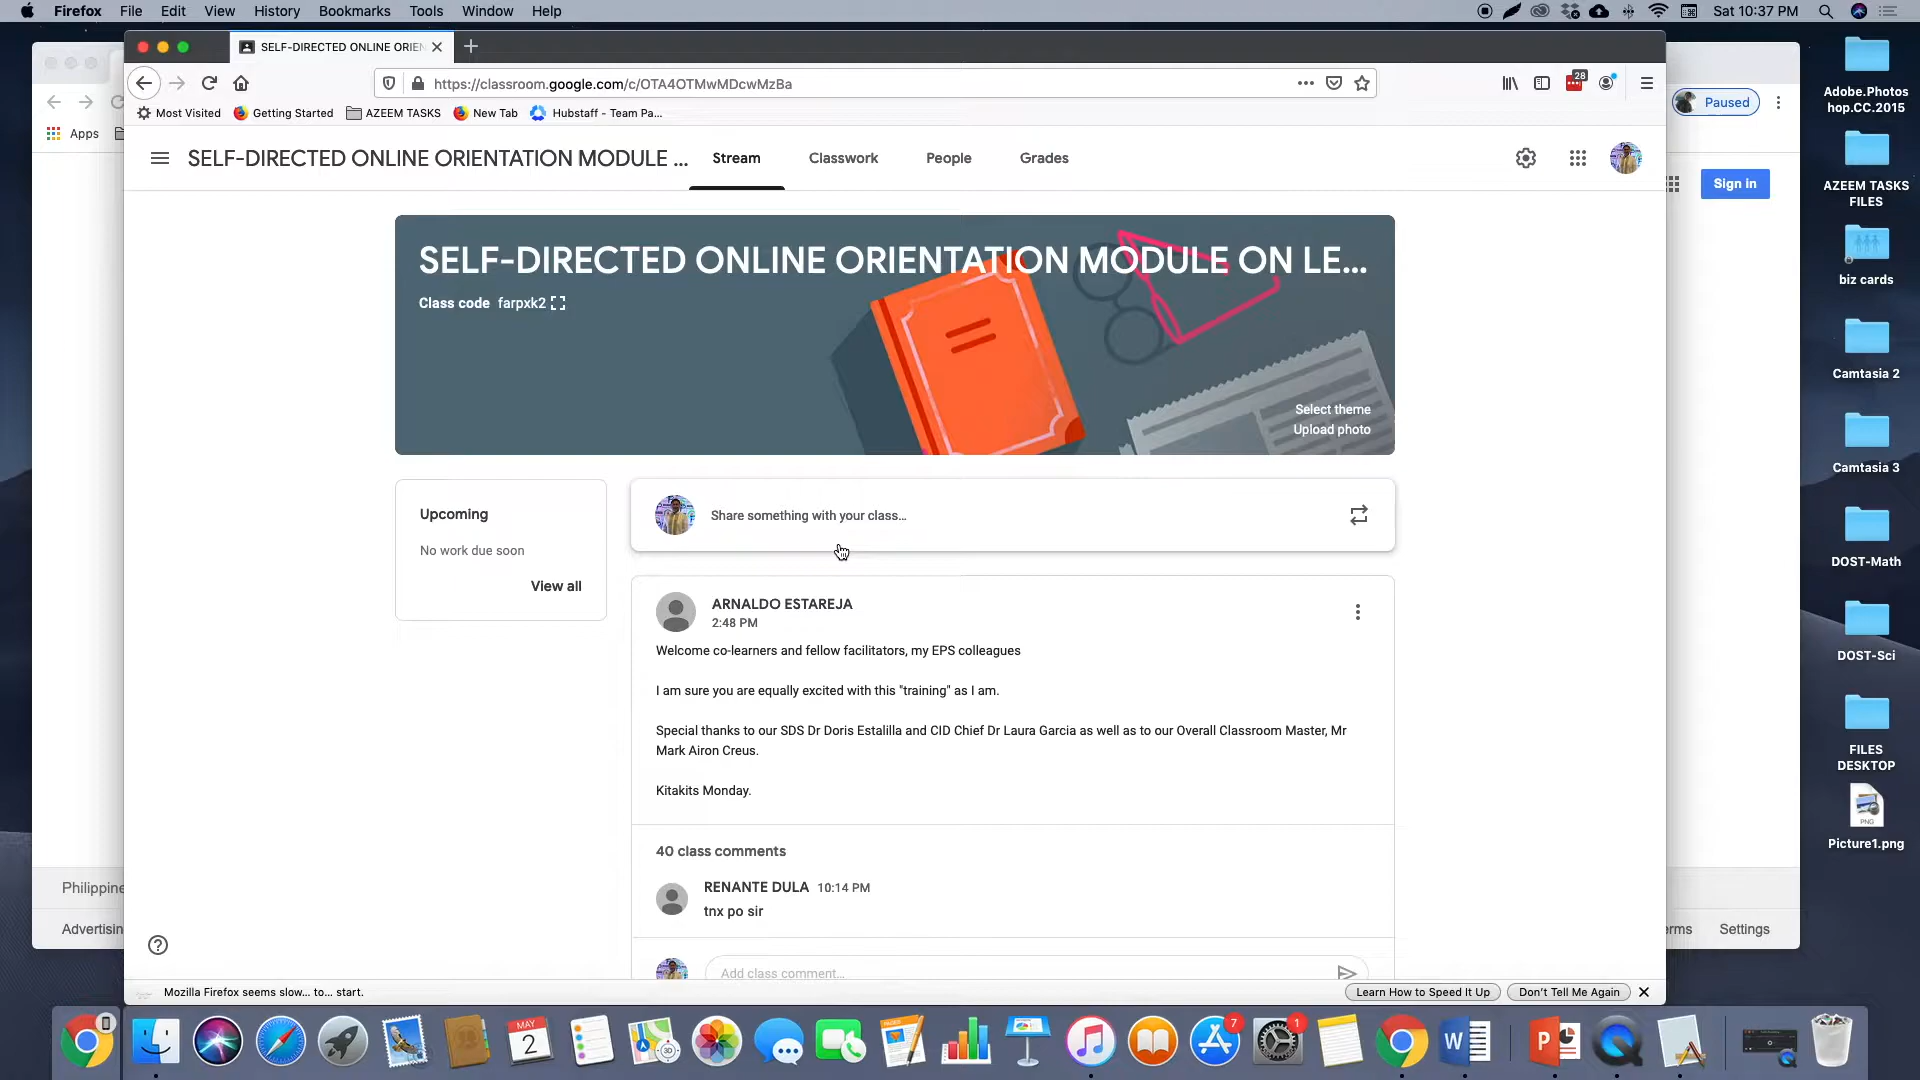 Firefox File Edit View History Bookmarks Tools Window Help
Sat 10:37 PM
SELF-DIRECTED ONLINE ORIEN
https://classroom.google.com/c/OTA4OTMwMDcwMzBa
28
Most Visited Getting Started AZEEM TASKS New Tab Hubstaff - Team Pa...
Apps
Paused
Sign in
SELF-DIRECTED ONLINE ORIENTATION MODULE ...
Stream Classwork People Grades
SELF-DIRECTED ONLINE ORIENTATION MODULE ON LE...
Class code farpxk2
Select theme
Upload photo
Upcoming
No work due soon
View all
Share something with your class...
ARNALDO ESTAREJA
2:48 PM
Welcome co-learners and fellow facilitators, my EPS colleagues
I am sure you are equally excited with this "training" as I am.
Special thanks to our SDS Dr Doris Estalilla and CID Chief Dr Laura Garcia as well as to our Overall Classroom Master, Mr
Mark Airon Creus.
Kitakits Monday.
40 class comments
RENANTE DULA 10:14 PM
tnx po sir
Add class comment...
Philippine
Advertisin
erms Settings
Mozilla Firefox seems slow... to... start.
Learn How to Speed It Up
Don't Tell Me Again
Adobe.Photos
hop.CC.2015
AZEEM TASKS
FILES
biz cards
Camtasia 2
Camtasia 3
DOST-Math
DOST-Sci
FILES
DESKTOP
PNG
Picture1.png
MAY
2
3D
PAGES
7
1
W
P